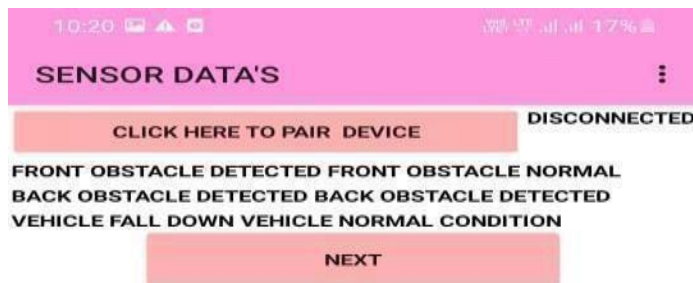 10:20 17%
SENSOR DATA'S
CLICK HERE TO PAIR DEVICE
DISCONNECTED
FRONT OBSTACLE DETECTED FRONT OBSTACLE NORMAL
BACK OBSTACLE DETECTED BACK OBSTACLE DETECTED
VEHICLE FALL DOWN VEHICLE NORMAL CONDITION
NEXT